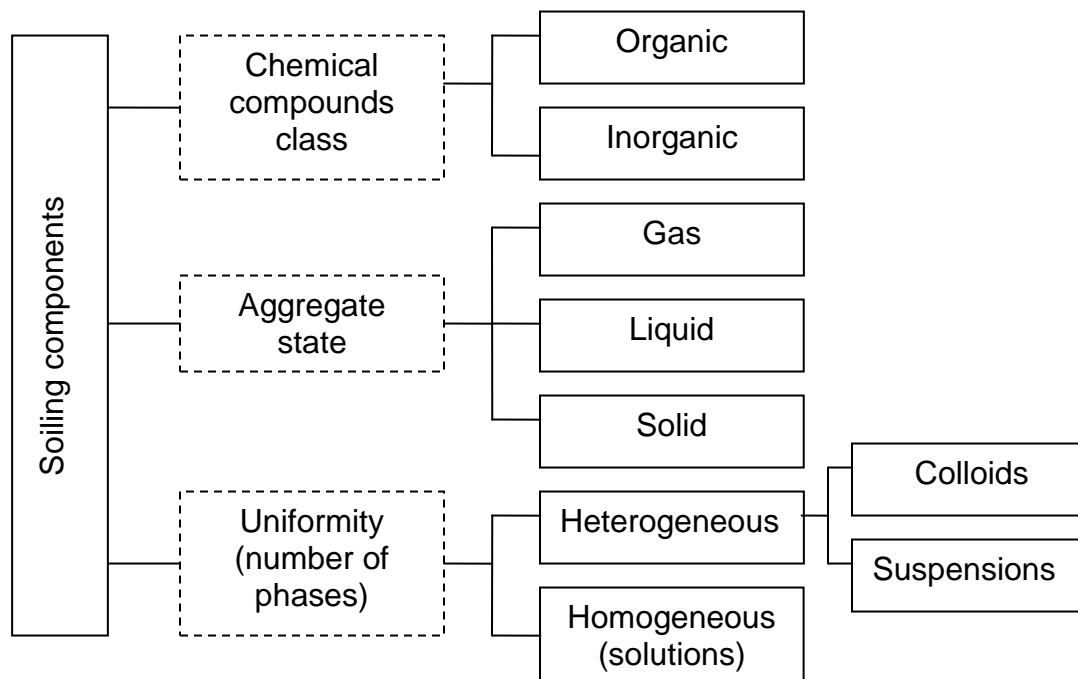 Soiling components
Chemical
compounds
class
Organic
Inorganic
Aggregate
state
Gas
Liquid
Solid
Uniformity
(number of
phases)
Heterogeneous
Colloids
Suspensions
Homogeneous
(solutions)